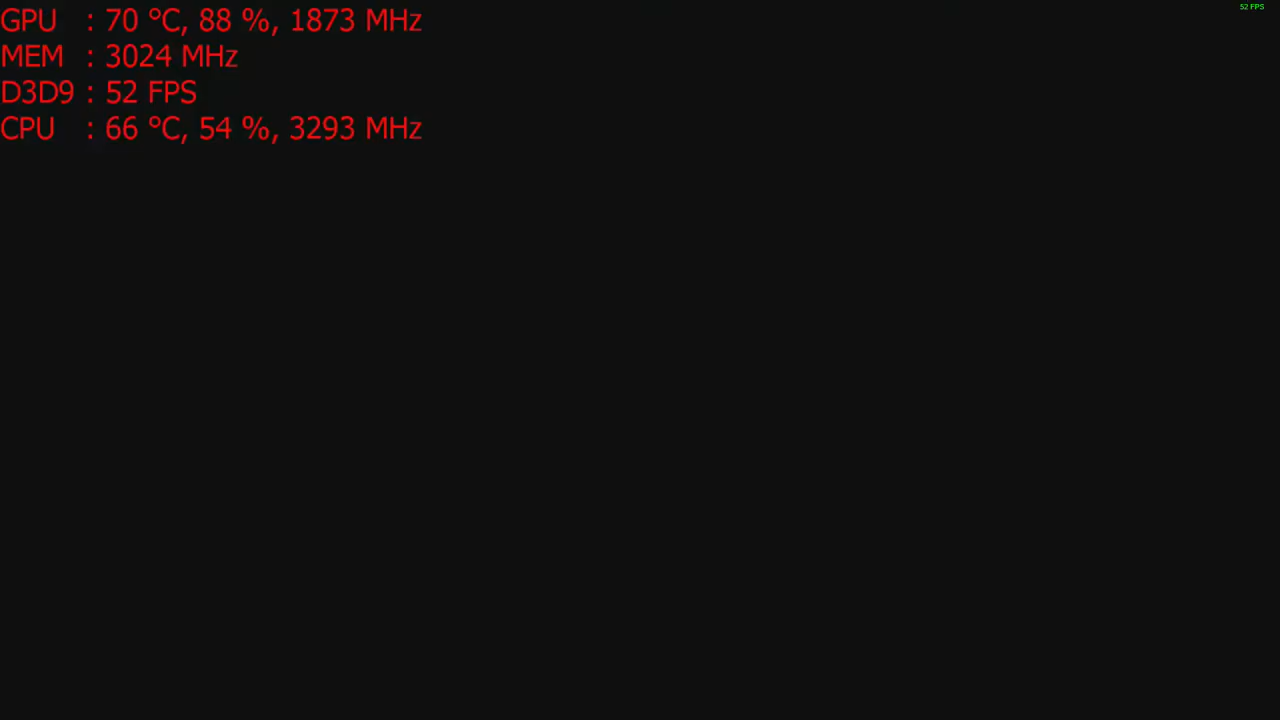 GPU : 70 °C, 88 %, 1873 MHz
MEM : 3024 MHz
D3D9 : 52 FPS
CPU : 66 °C, 54 %, 3293 MHz
52 FPS